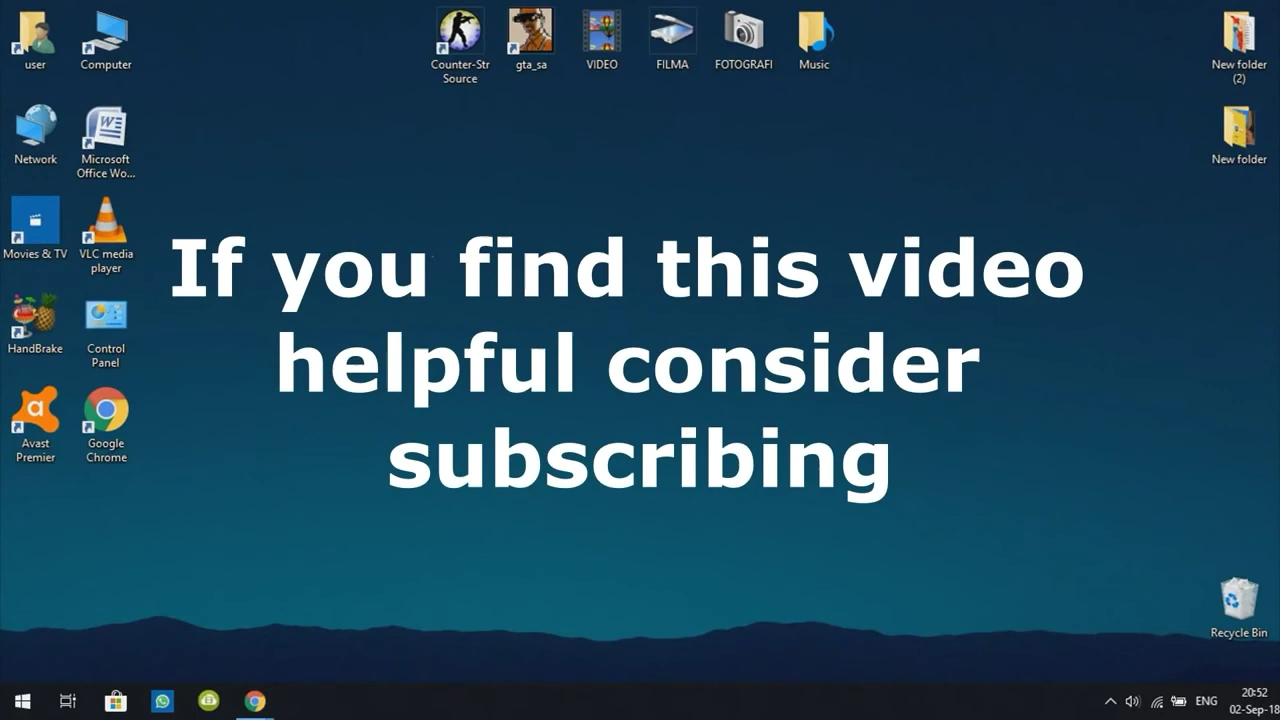 user
Computer
Counter-Str
Source
gta_sa
VIDEO
FILMA
FOTOGRAFI
Music
New folder
(2)
Network
Microsoft
Office Wo...
New folder
Movies & TV
VLC media
player
If you find this video
helpful consider
subscribing
HandBrake
Control
Panel
Avast
Premier
Google
Chrome
Recycle Bin
ENG
20:52
02-Sep-18